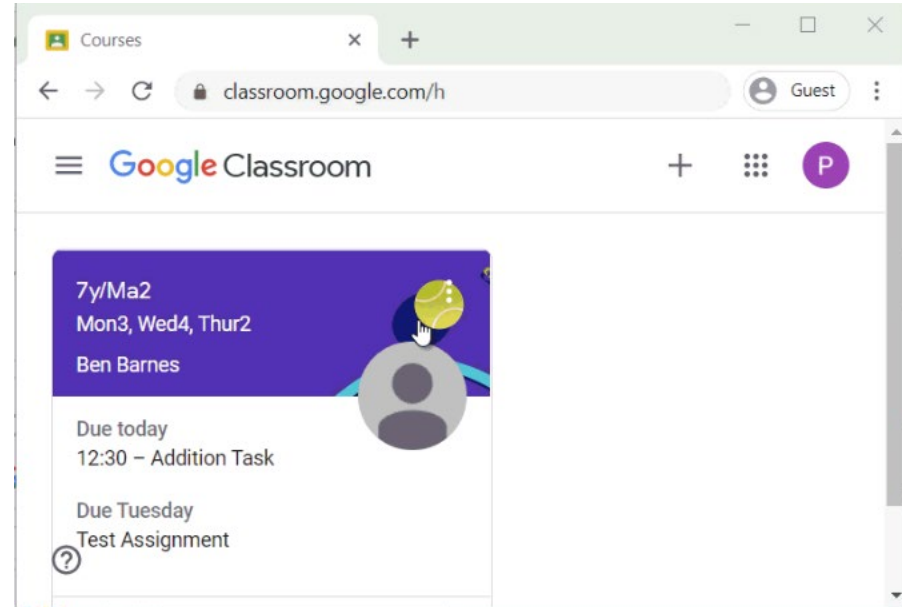 Courses
classroom.google.com/h
Guest
Google Classroom
P
7y/Ma2
Mon3, Wed4, Thur2
Ben Barnes
Due today
12:30 – Addition Task
Due Tuesday
Test Assignment
?